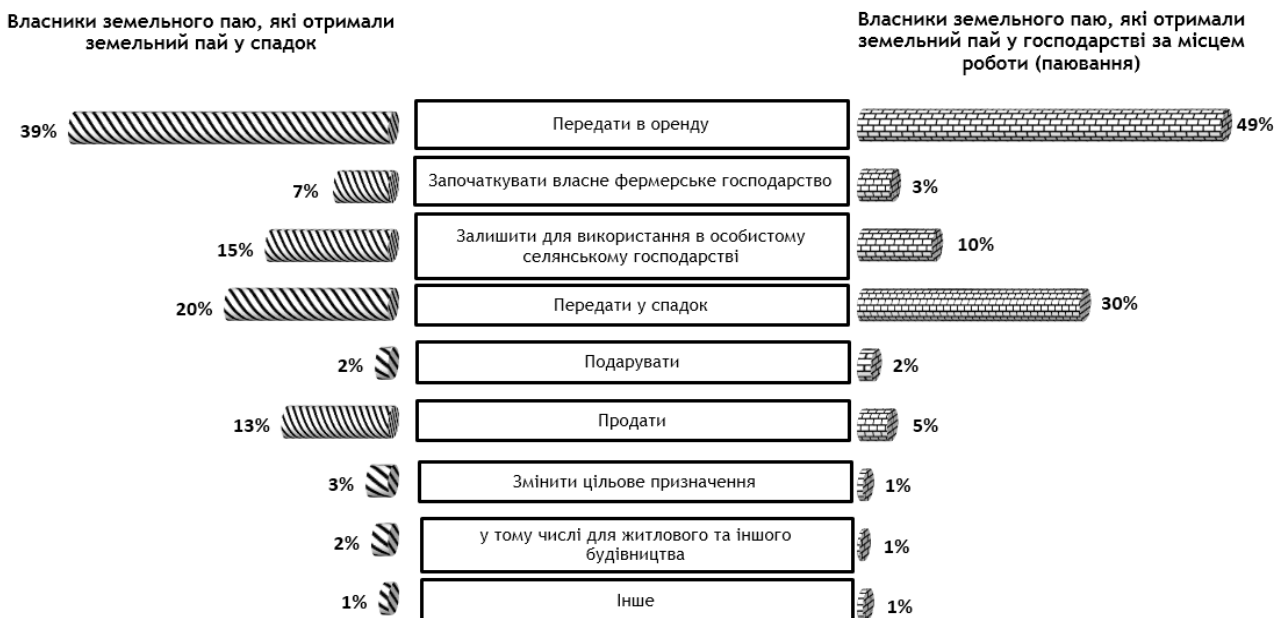 Власники земельного паю, які отримали
земельний пай у спадок
Власники земельного паю, які отримали
земельний пай у господарстві за місцем
роботи (паювання)
39%
Передати в оренду
49%
7%
Започаткувати власне фермерське господарство
3%
15%
Залишити для використання в особистому
селянському господарстві
10%
20%
Передати у спадок
30%
2%
Подарувати
2%
13%
Продати
5%
3%
Змінити цільове призначення
1%
2%
у тому числі для житлового та іншого
будівництва
1%
1%
Інше
1%